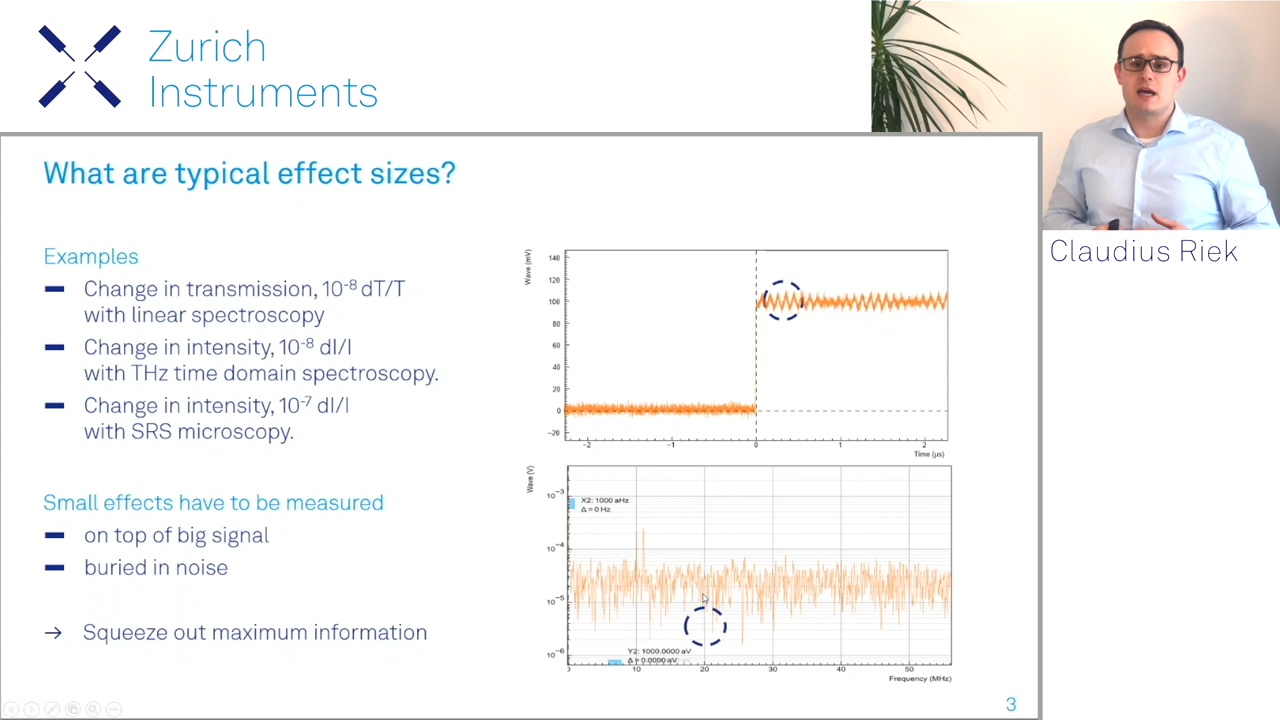 Zurich
Instruments
Claudius Riek
What are typical effect sizes?
Examples
Change in transmission, 10⁻⁸ dT/T
with linear spectroscopy
Change in intensity, 10⁻⁸ dI/I
with THz time domain spectroscopy.
Change in intensity, 10⁻⁷ dI/I
with SRS microscopy.
Small effects have to be measured
on top of big signal
buried in noise
→ Squeeze out maximum information
Wave (mV)
140
120
100
80
60
40
20
0
-20
-2 -1 0 1 2
Time (µs)
Wave (V)
10⁻³
10⁻⁴
10⁻⁵
10⁻⁶
X2: 1000 aHz
Δ = 0 Hz
Y2: 1000.0000 aV
Δ = 0.0000 aV
10 20 30 40 50
Frequency (MHz)
3